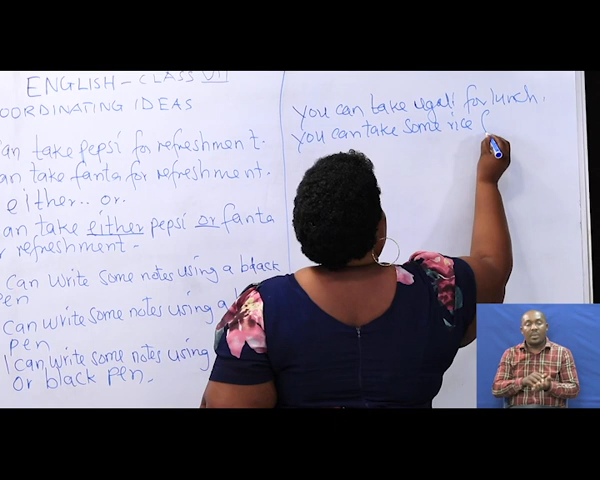 ENGLISH - CLASS VII
OORDINATING IDEAS
an take pepsi for refreshment.
an take fanta for refreshment.
either .. or.
an take either pepsi or fanta
r refreshment -
can write some notes using a black
pen
can write some notes using a
pen
I can write some notes using
or black pen -
you can take ugali for lunch.
you can take some rice f